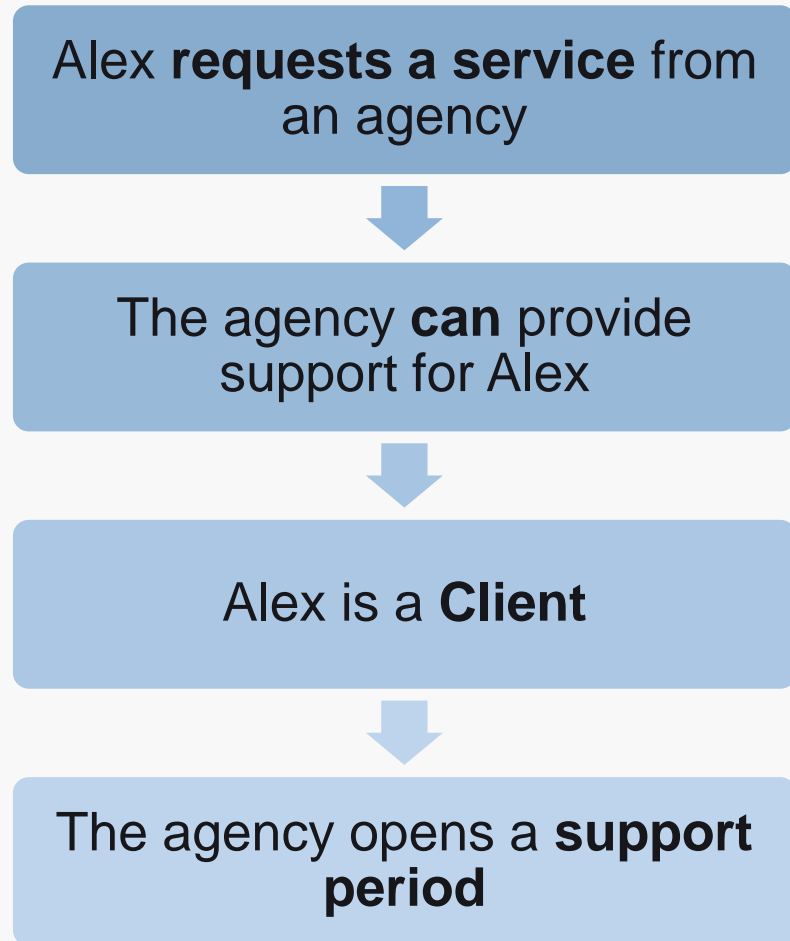 Alex requests a service from
an agency
The agency can provide
support for Alex
Alex is a Client
The agency opens a support
period